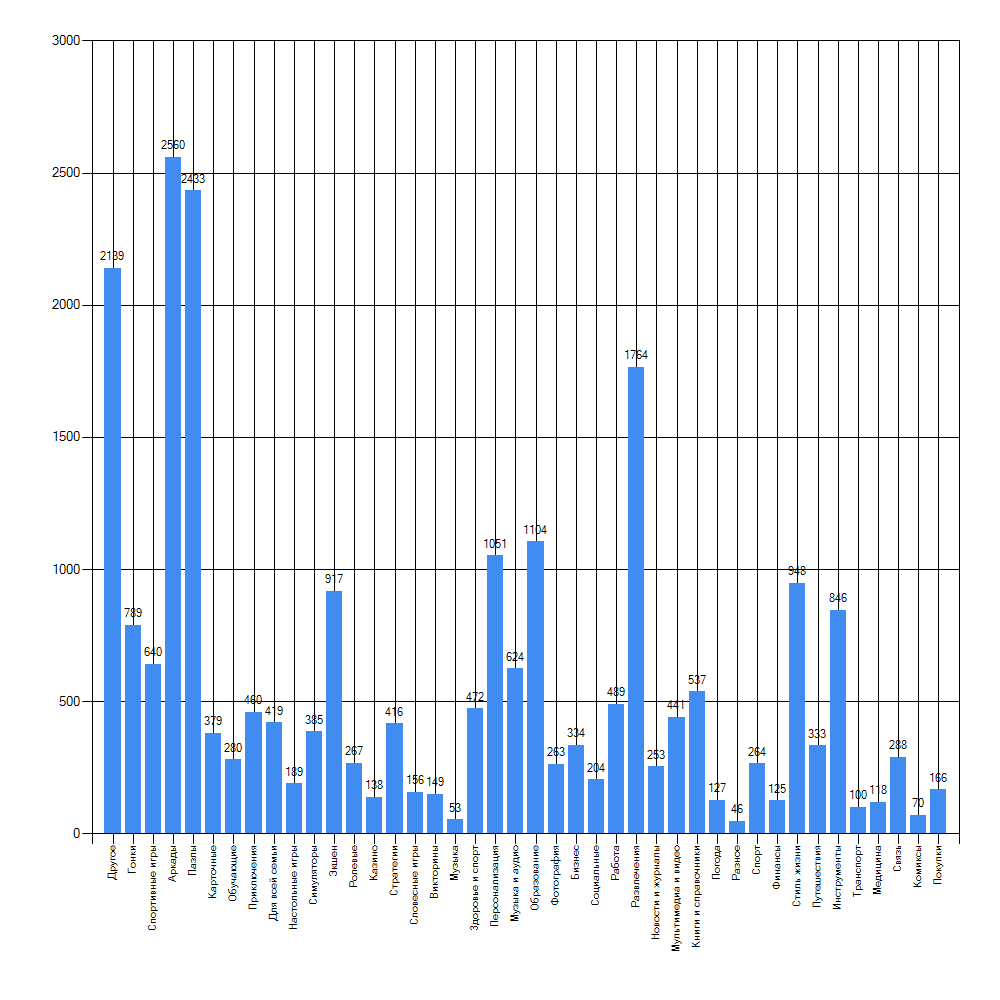 3000
2500
2000
1500
1000
500
0
2139
789
640
2560
2433
379
280
460
419
189
385
917
267
138
416
156
149
53
472
1051
624
1104
263
334
204
489
1764
253
441
537
127
46
264
125
948
333
846
100
118
288
70
166
Другое
Гонки
Спортивные игры
Аркады
Пазлы
Карточные
Обучающие
Приключения
Для всей семьи
Настольные игры
Симуляторы
Экшен
Ролевые
Казино
Стратегии
Словесные игры
Викторины
Музыка
Здоровье и спорт
Персонализация
Музыка и аудио
Образование
Фотография
Бизнес
Социальные
Работа
Развлечения
Новости и журналы
Мультимедиа и видео
Книги и справочники
Погода
Разное
Спорт
Финансы
Стиль жизни
Путешествия
Инструменты
Транспорт
Медицина
Связь
Комиксы
Покупки